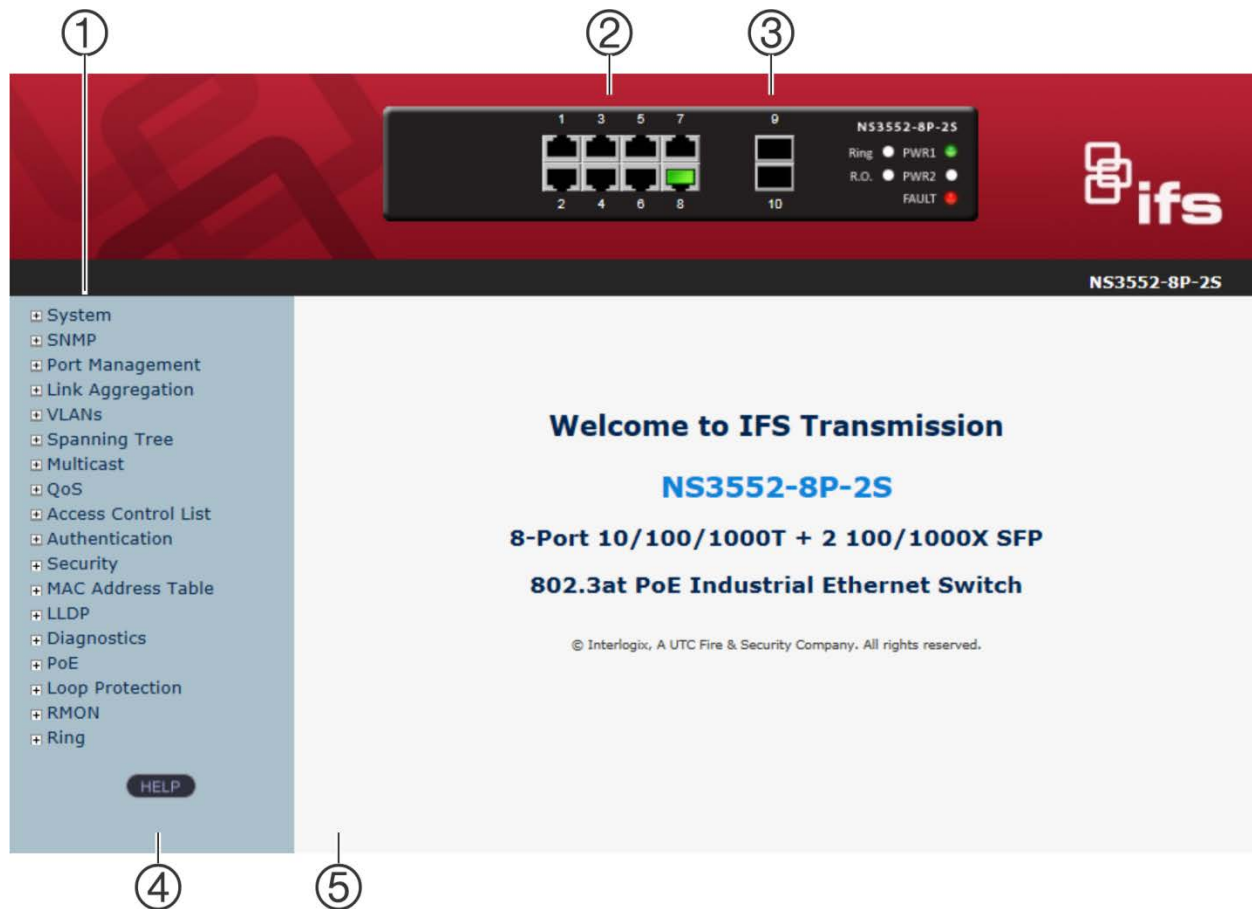 ① ② ③
1 3 5 7 9
2 4 6 8 10
NS3552-8P-2S
Ring PWR1
R.O. PWR2
FAULT
ifs
NS3552-8P-2S
System
SNMP
Port Management
Link Aggregation
VLANs
Spanning Tree
Multicast
QoS
Access Control List
Authentication
Security
MAC Address Table
LLDP
Diagnostics
PoE
Loop Protection
RMON
Ring
HELP
Welcome to IFS Transmission
NS3552-8P-2S
8-Port 10/100/1000T + 2 100/1000X SFP
802.3at PoE Industrial Ethernet Switch
© Interlogix, A UTC Fire & Security Company. All rights reserved.
④ ⑤